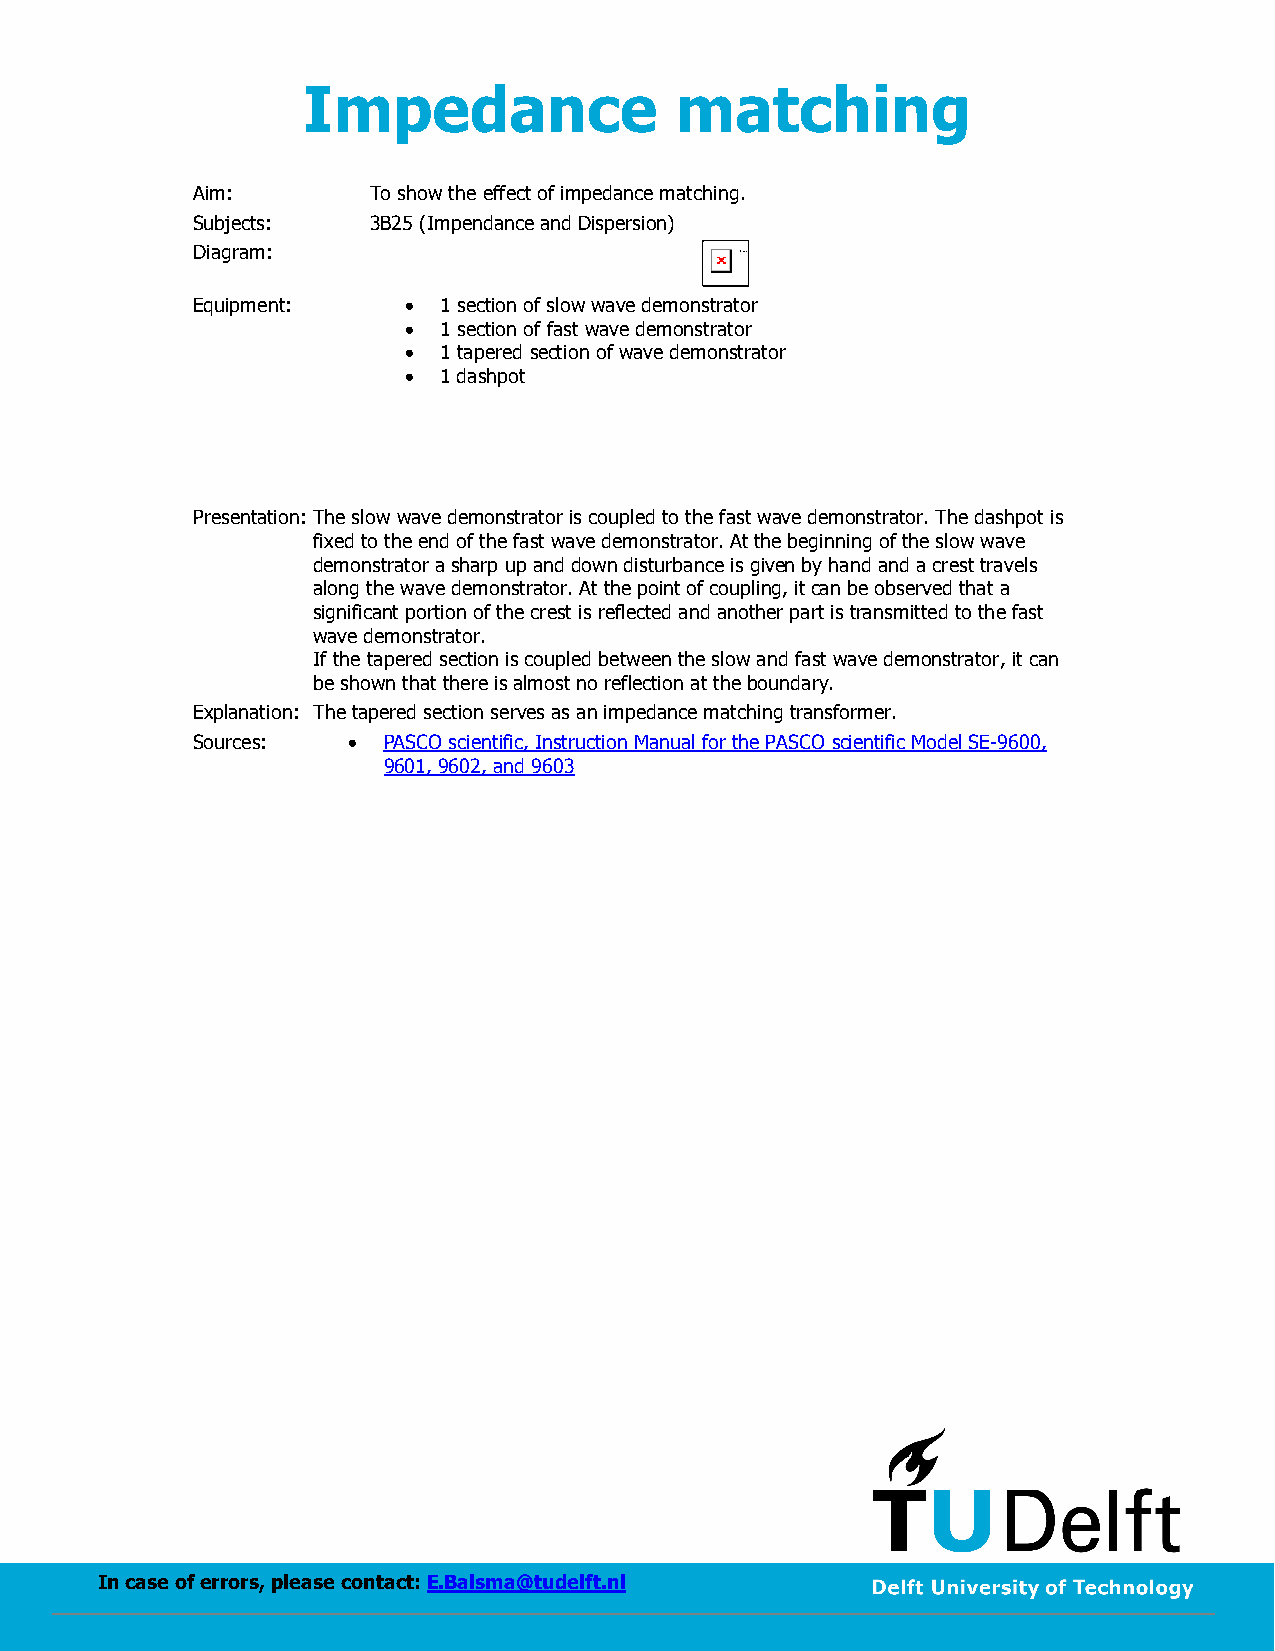 Impedance matching
Aim: To show the effect of impedance matching.
Subjects: 3B25 (Impendance and Dispersion)
Diagram:
Equipment: • 1 section of slow wave demonstrator
• 1 section of fast wave demonstrator
• 1 tapered section of wave demonstrator
• 1 dashpot
Presentation: The slow wave demonstrator is coupled to the fast wave demonstrator. The dashpot is
fixed to the end of the fast wave demonstrator. At the beginning of the slow wave
demonstrator a sharp up and down disturbance is given by hand and a crest travels
along the wave demonstrator. At the point of coupling, it can be observed that a
significant portion of the crest is reflected and another part is transmitted to the fast
wave demonstrator.
If the tapered section is coupled between the slow and fast wave demonstrator, it can
be shown that there is almost no reflection at the boundary.
Explanation: The tapered section serves as an impedance matching transformer.
Sources: • PASCO scientific, Instruction Manual for the PASCO scientific Model SE-9600,
9601, 9602, and 9603
TU Delft
In case of errors, please contact: E.Balsma@tudelft.nl
Delft University of Technology